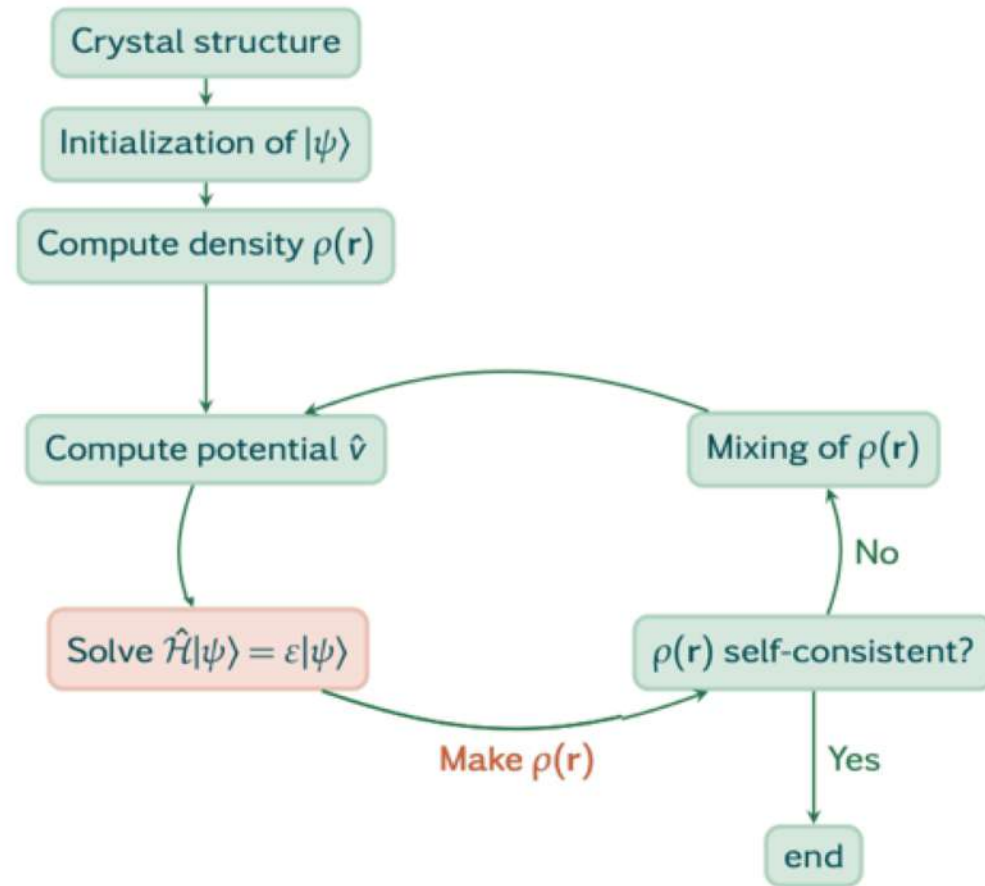 Crystal structure
Initialization of |ψ⟩
Compute density ρ(r)
Compute potential v̂
Mixing of ρ(r)
No
Solve Ĥ|ψ⟩ = ε|ψ⟩
ρ(r) self-consistent?
Make ρ(r)
Yes
end